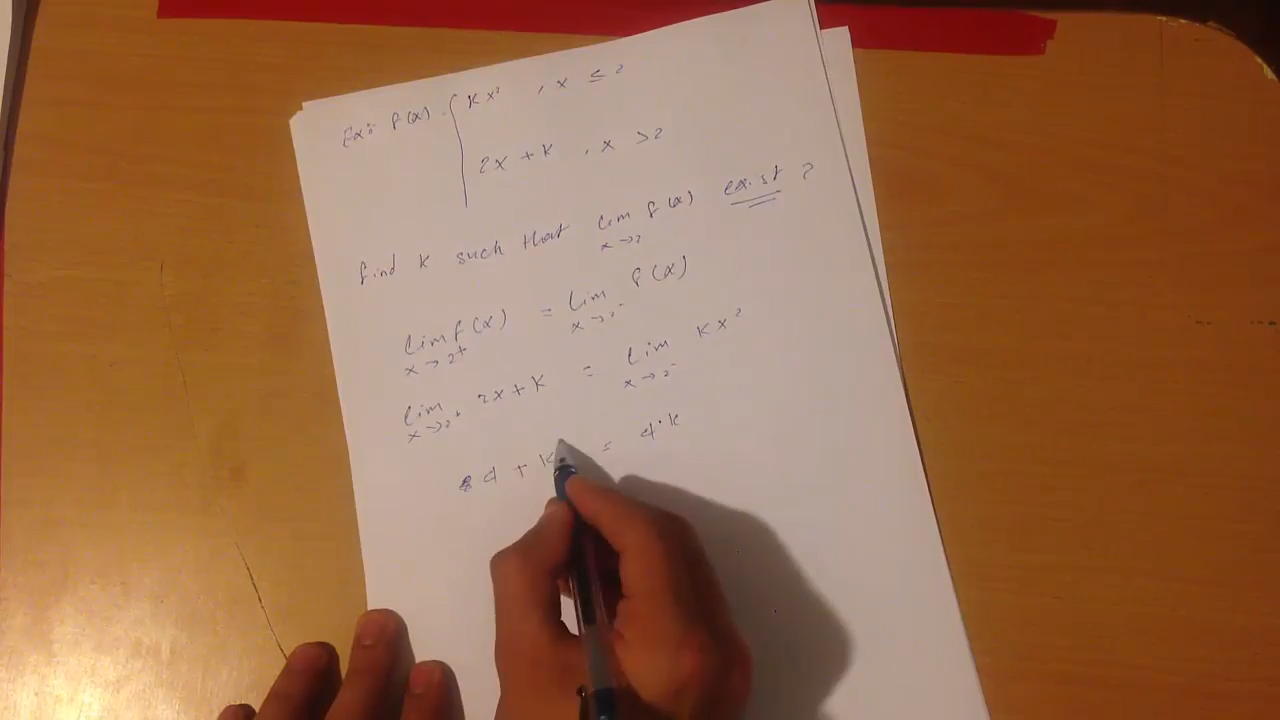 Ex: f(x) = { kx² , x ≤ 2
2x + k , x > 2
find k such that lim f(x) exist ?
x → 2
lim f(x) = lim f(x)
x → 2⁺ x → 2⁻
lim 2x + k = lim kx²
x → 2⁺ x → 2⁻
4 + k = 4·k